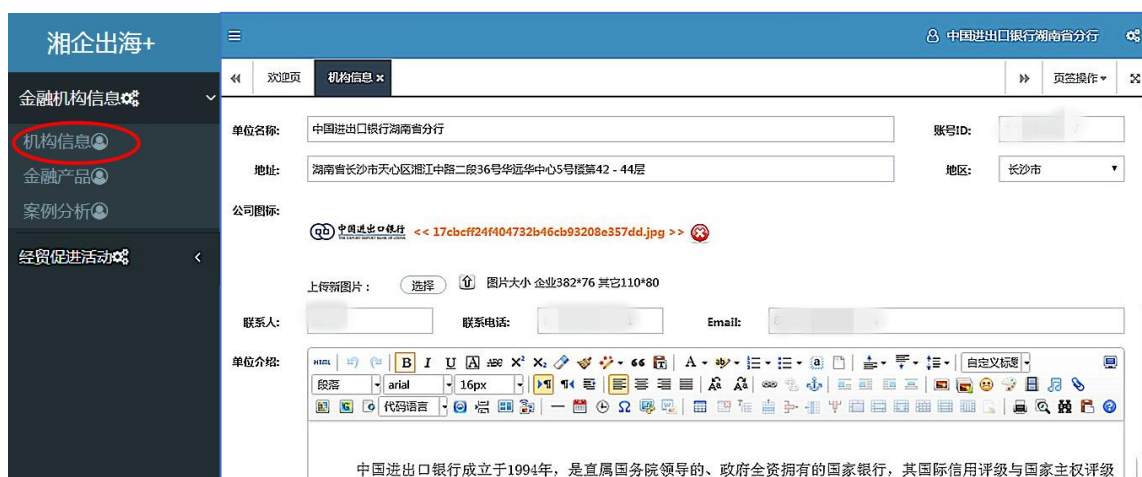 湘企出海+
中国进出口银行湖南省分行
欢迎页
机构信息 ×
页签操作
金融机构信息
机构信息
金融产品
案例分析
经贸促进活动
单位名称:
中国进出口银行湖南省分行
账号ID:
地址:
湖南省长沙市天心区湘江中路二段36号华远华中心5号楼第42 - 44层
地区:
长沙市
公司图标:
中国进出口银行
<< 17cbcff24f404732b46cb93208e357dd.jpg >>
上传新图片：
选择
图片大小 企业382*76 其它110*80
联系人:
联系电话:
Email:
单位介绍:
HTML
自定义标题
段落
arial
16px
代码语言
中国进出口银行成立于1994年，是直属国务院领导的、政府全资拥有的国家银行，其国际信用评级与国家主权评级